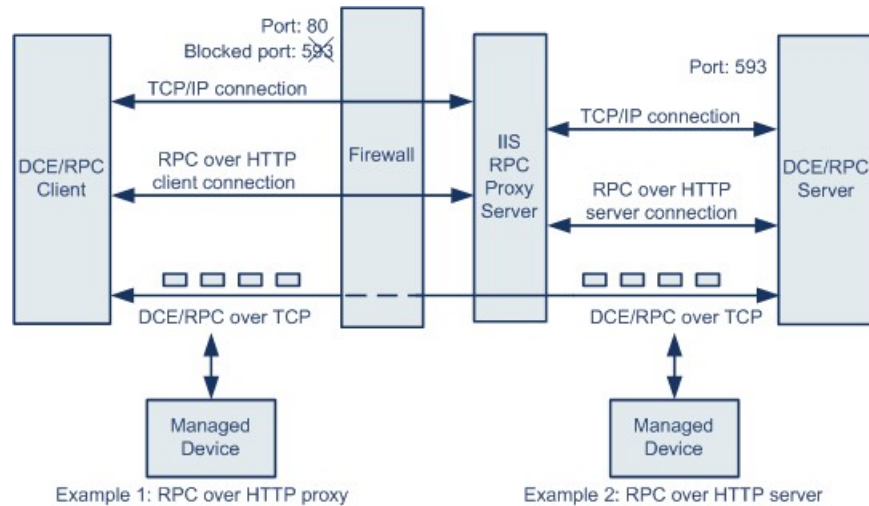 Port: 80
Blocked port: 593
Port: 593
TCP/IP connection
TCP/IP connection
DCE/RPC
Client
RPC over HTTP
client connection
Firewall
IIS
RPC
Proxy
Server
RPC over HTTP
server connection
DCE/RPC
Server
DCE/RPC over TCP
DCE/RPC over TCP
Managed
Device
Managed
Device
Example 1: RPC over HTTP proxy
Example 2: RPC over HTTP server